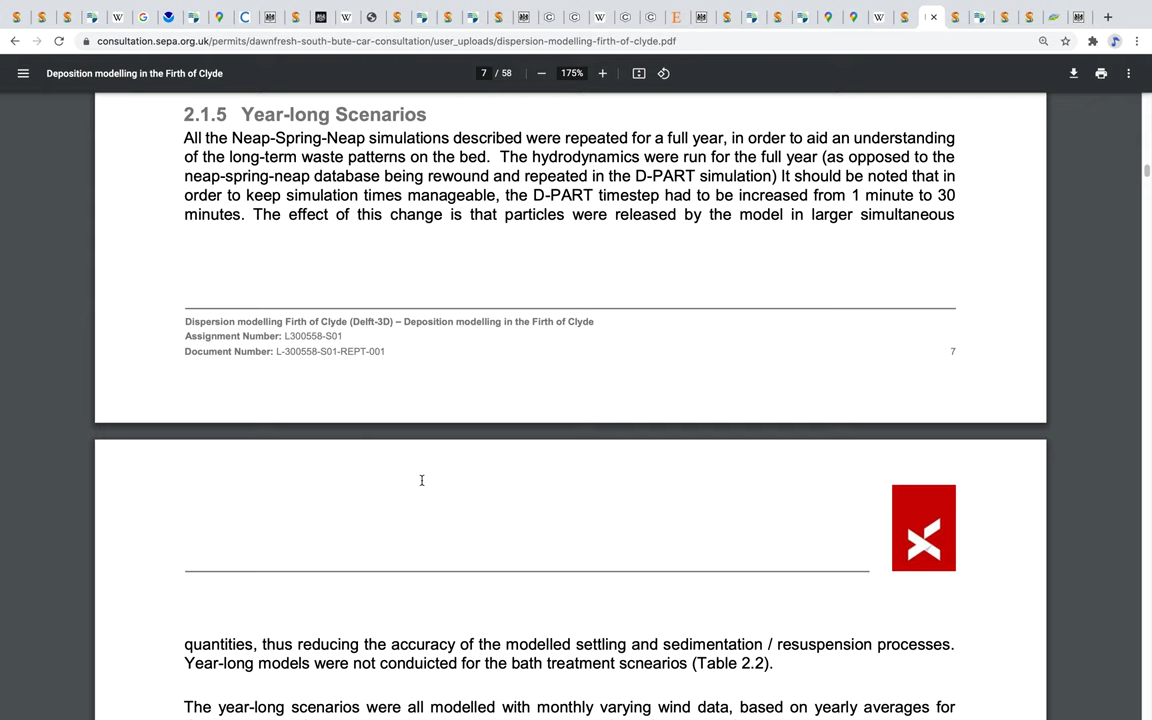 consultation.sepa.org.uk/permits/dawnfresh-south-bute-car-consultation/user_uploads/dispersion-modelling-firth-of-clyde.pdf
Deposition modelling in the Firth of Clyde
7 / 58
175%
2.1.5 Year-long Scenarios
All the Neap-Spring-Neap simulations described were repeated for a full year, in order to aid an understanding
of the long-term waste patterns on the bed. The hydrodynamics were run for the full year (as opposed to the
neap-spring-neap database being rewound and repeated in the D-PART simulation) It should be noted that in
order to keep simulation times manageable, the D-PART timestep had to be increased from 1 minute to 30
minutes. The effect of this change is that particles were released by the model in larger simultaneous
Dispersion modelling Firth of Clyde (Delft-3D) – Deposition modelling in the Firth of Clyde
Assignment Number: L300558-S01
Document Number: L-300558-S01-REPT-001
7
quantities, thus reducing the accuracy of the modelled settling and sedimentation / resuspension processes.
Year-long models were not conduicted for the bath treatment scnearios (Table 2.2).
The year-long scenarios were all modelled with monthly varying wind data, based on yearly averages for